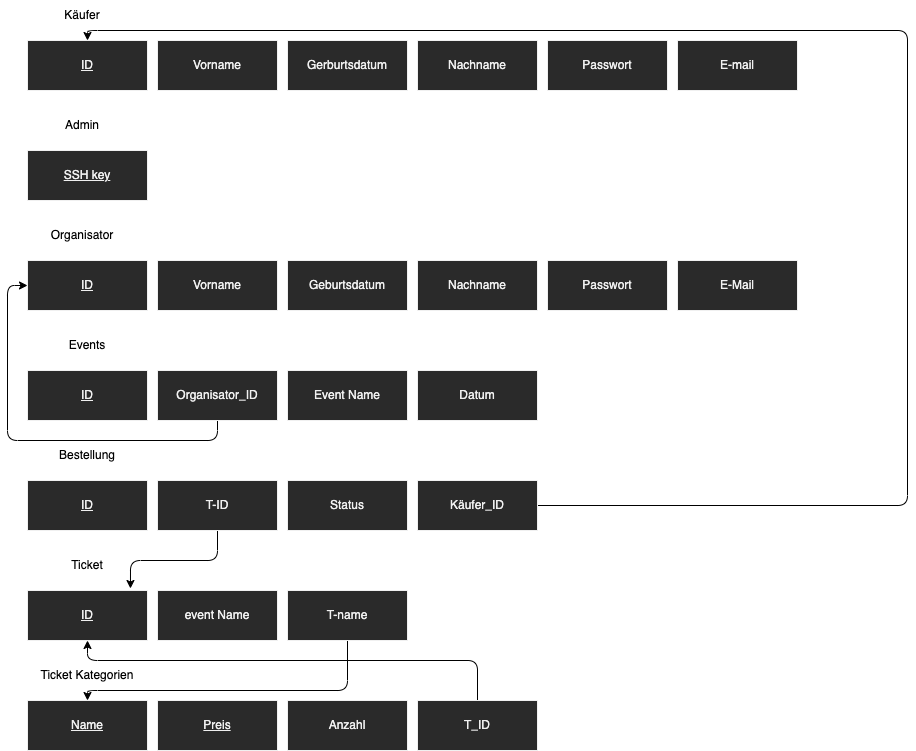 Käufer
ID Vorname Gerburtsdatum Nachname Passwort E-mail
Admin
SSH key
Organisator
ID Vorname Geburtsdatum Nachname Passwort E-Mail
Events
ID Organisator_ID Event Name Datum
Bestellung
ID T-ID Status Käufer_ID
Ticket
ID event Name T-name
Ticket Kategorien
Name Preis Anzahl T_ID